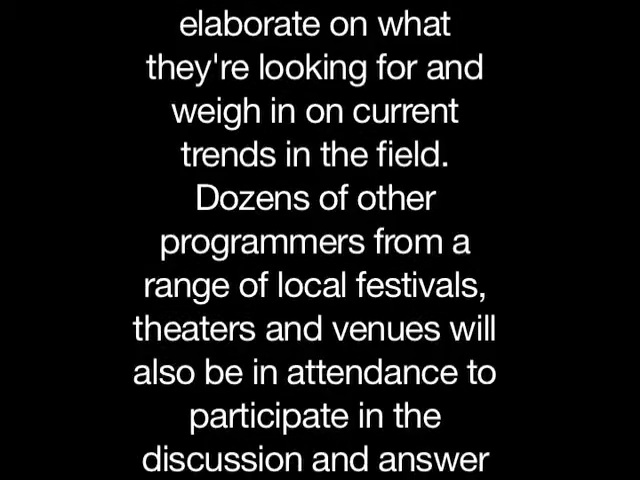 elaborate on what
they're looking for and
weigh in on current
trends in the field.
Dozens of other
programmers from a
range of local festivals,
theaters and venues will
also be in attendance to
participate in the
discussion and answer